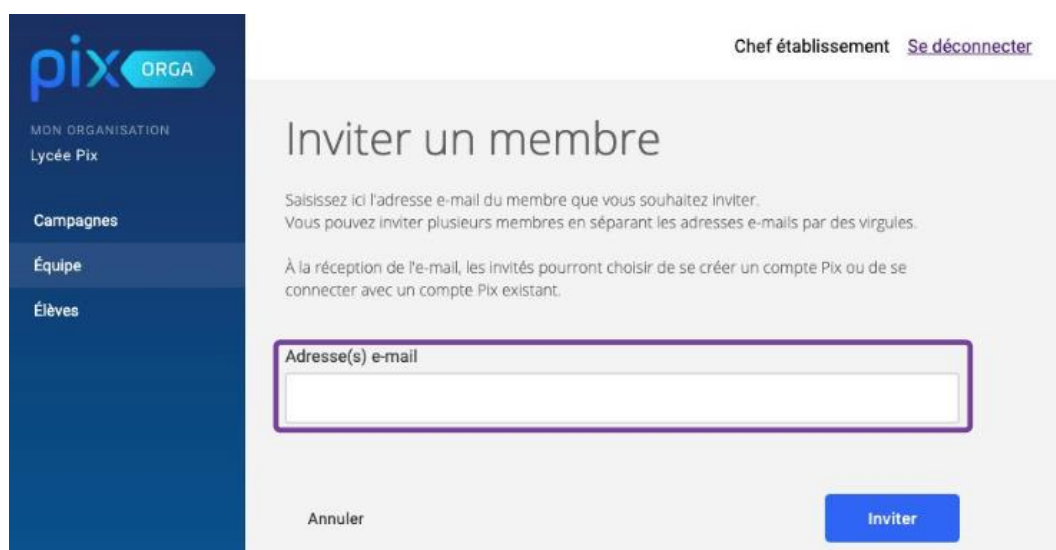 pix ORGA
MON ORGANISATION
Lycée Pix
Campagnes
Équipe
Élèves
Chef établissement Se déconnecter
Inviter un membre
Saisissez ici l'adresse e-mail du membre que vous souhaitez inviter.
Vous pouvez inviter plusieurs membres en séparant les adresses e-mails par des virgules.
À la réception de l'e-mail, les invités pourront choisir de se créer un compte Pix ou de se
connecter avec un compte Pix existant.
Adresse(s) e-mail
Annuler
Inviter